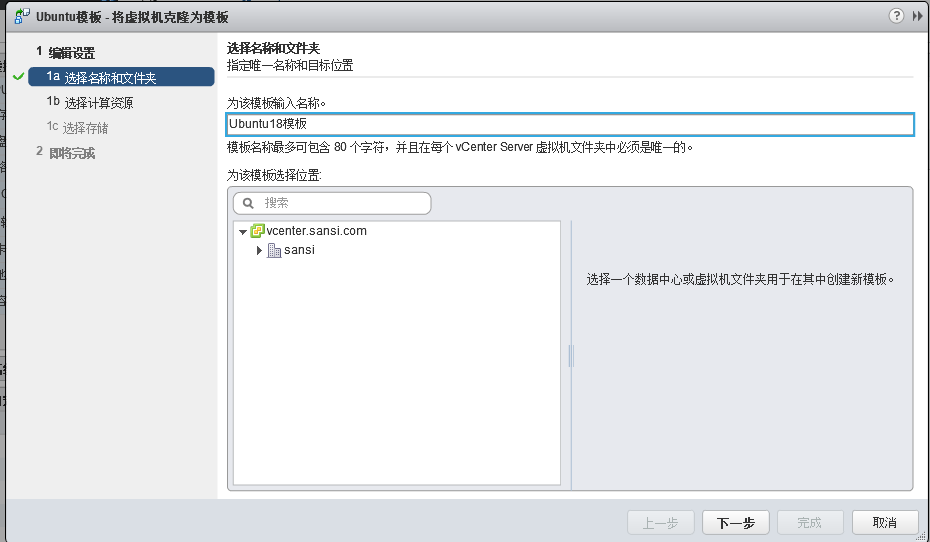 Ubuntu模板 - 将虚拟机克隆为模板
1 编辑设置
1a 选择名称和文件夹
1b 选择计算资源
1c 选择存储
2 即将完成
选择名称和文件夹
指定唯一名称和目标位置
为该模板输入名称。
Ubuntu18模板
模板名称最多可包含 80 个字符，并且在每个 vCenter Server 虚拟机文件夹中必须是唯一的。
为该模板选择位置:
搜索
vcenter.sansi.com
sansi
选择一个数据中心或虚拟机文件夹用于在其中创建新模板。
上一步 下一步 完成 取消